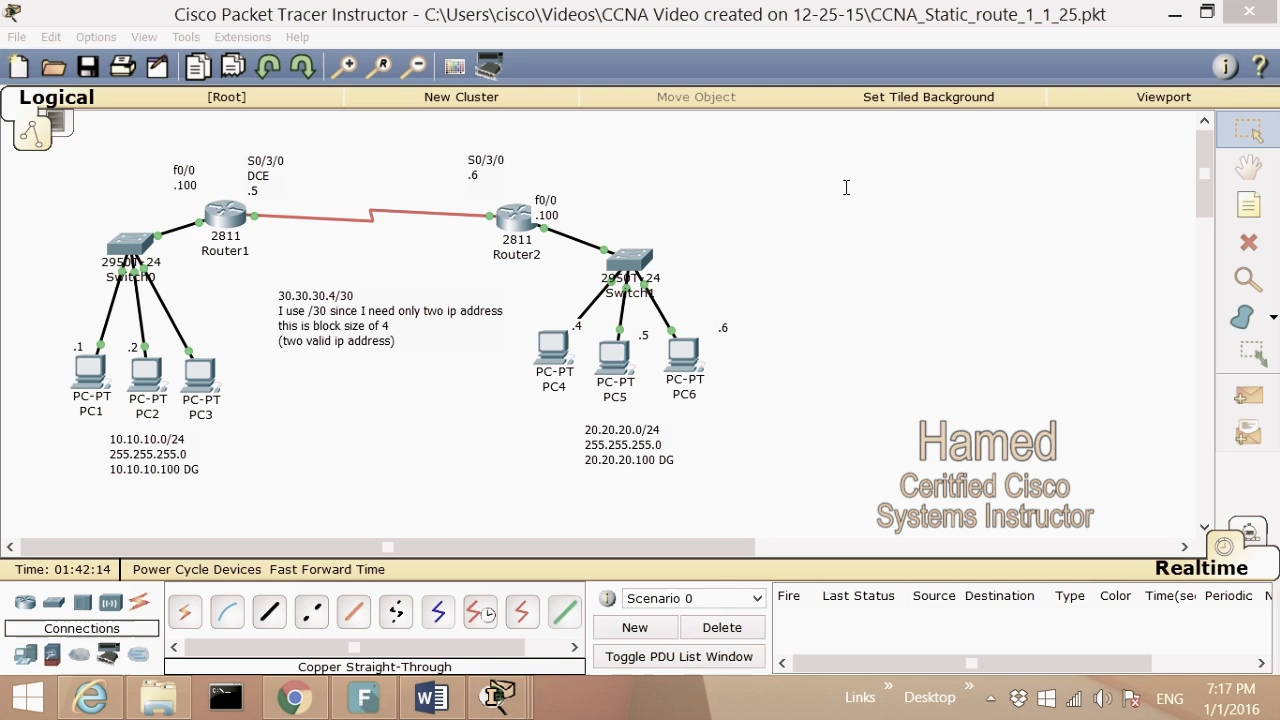 Cisco Packet Tracer Instructor - C:\Users\cisco\Videos\CCNA Video created on 12-25-15\CCNA_Static_route_1_1_25.pkt
File Edit Options View Tools Extensions Help
Logical [Root] New Cluster Move Object Set Tiled Background Viewport
f0/0
.100
S0/3/0
DCE
.5
S0/3/0
.6
f0/0
.100
2811
Router1
2811
Router2
2950T-24
Switch0
2950T-24
Switch1
30.30.30.4/30
I use /30 since I need only two ip address
this is block size of 4
(two valid ip address)
.1
.2
.4
.5
.6
PC-PT
PC1
PC-PT
PC2
PC-PT
PC3
PC-PT
PC4
PC-PT
PC5
PC-PT
PC6
10.10.10.0/24
255.255.255.0
10.10.10.100 DG
20.20.20.0/24
255.255.255.0
20.20.20.100 DG
Hamed
Ceritfied Cisco
Systems Instructor
Time: 01:42:14 Power Cycle Devices Fast Forward Time Realtime
Connections
Copper Straight-Through
Scenario 0
New Delete
Toggle PDU List Window
Fire Last Status Source Destination Type Color Time(sec Periodic N
Links Desktop ENG
7:17 PM
1/1/2016